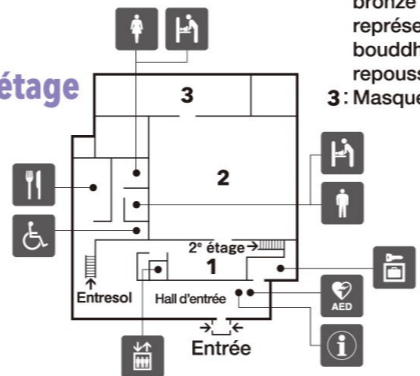 bronze
représe
bouddh
repouss
3 : Masque
étage
3
2
2e étage →
1
Entresol
Hall d'entrée
Entrée
AED
i